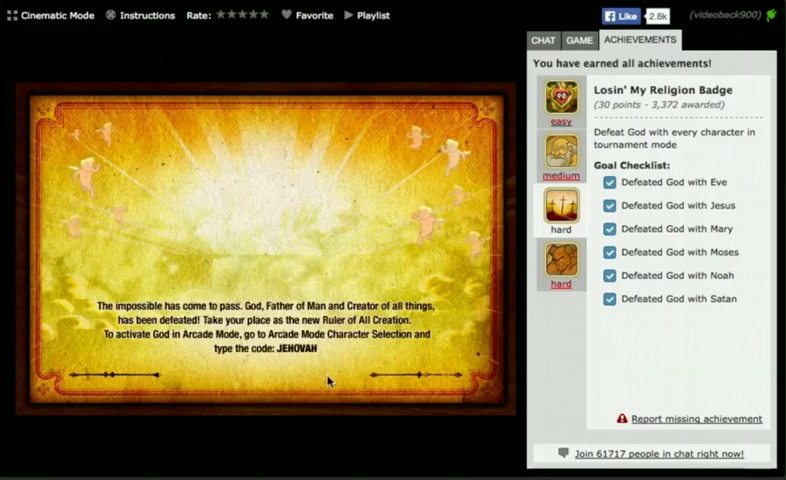 Cinematic Mode Instructions Rate: Favorite Playlist
Like 2.6k (videoback900)
CHAT GAME ACHIEVEMENTS
You have earned all achievements!
easy
medium
hard
hard
Losin' My Religion Badge
(30 points - 3,372 awarded)
Defeat God with every character in
tournament mode
Goal Checklist:
Defeated God with Eve
Defeated God with Jesus
Defeated God with Mary
Defeated God with Moses
Defeated God with Noah
Defeated God with Satan
Report missing achievement
Join 61717 people in chat right now!
The impossible has come to pass. God, Father of Man and Creator of all things,
has been defeated! Take your place as the new Ruler of All Creation.
To activate God in Arcade Mode, go to Arcade Mode Character Selection and
type the code: JEHOVAH